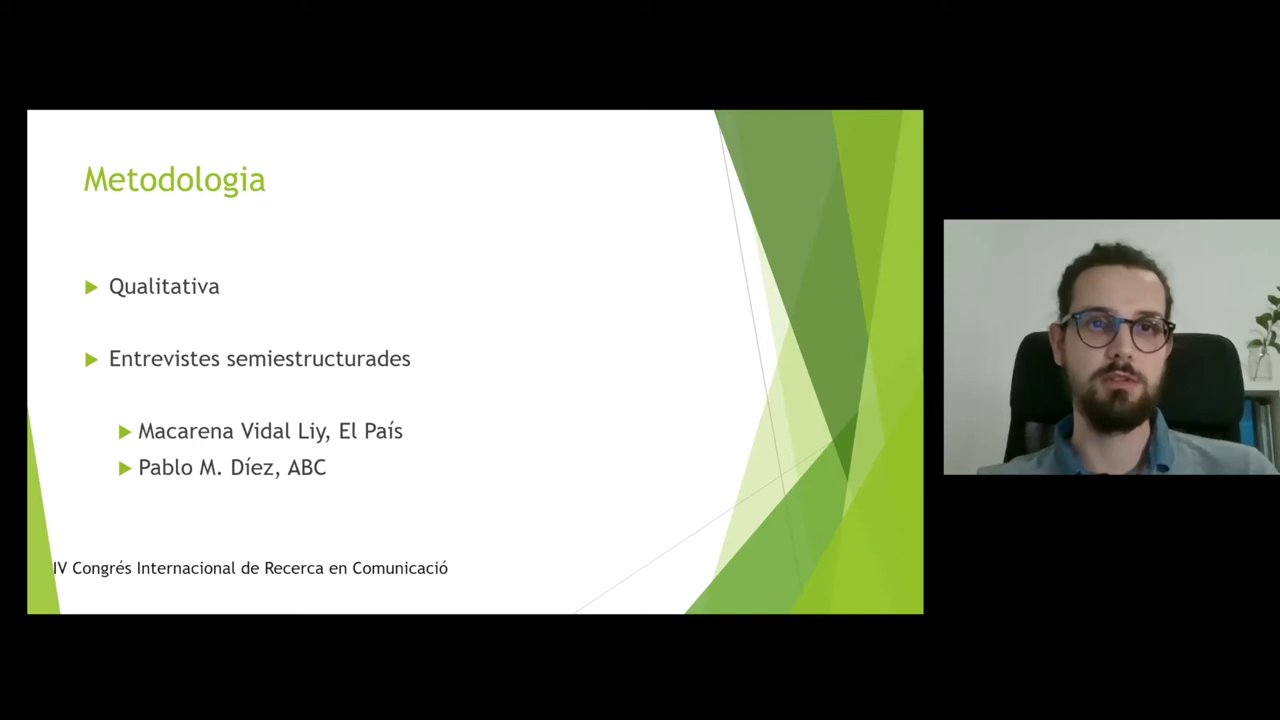 Metodologia
Qualitativa
Entrevistes semiestructurades
Macarena Vidal Liy, El País
Pablo M. Díez, ABC
IV Congrés Internacional de Recerca en Comunicació